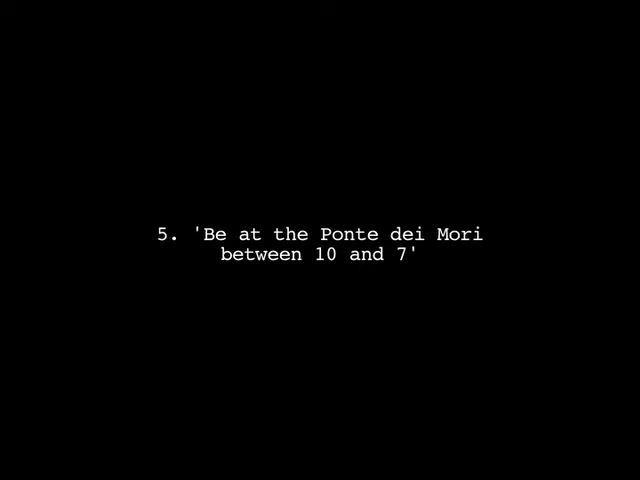 5. 'Be at the Ponte dei Mori
between 10 and 7'